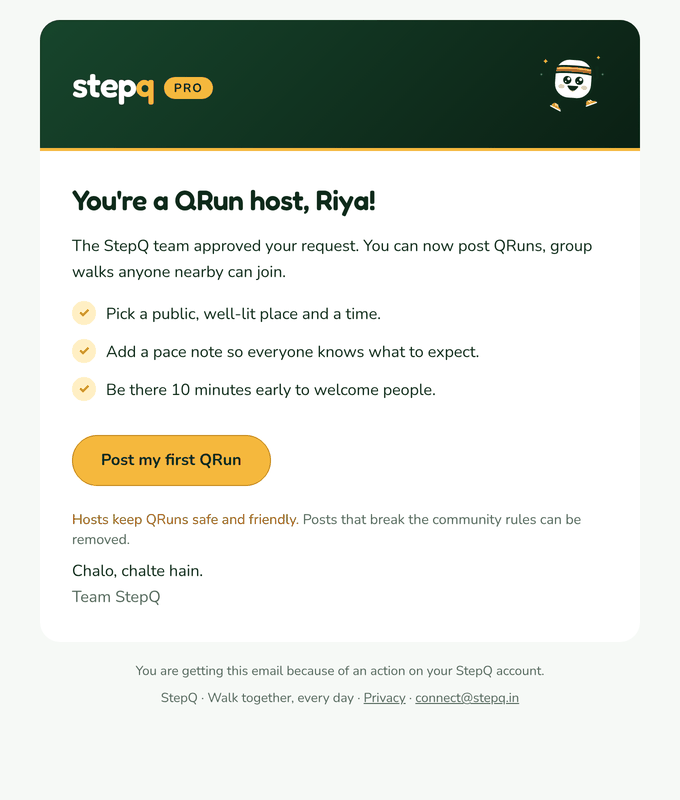 stepq PRO
You're a QRun host, Riya!
The StepQ team approved your request. You can now post QRuns, group
walks anyone nearby can join.
Pick a public, well-lit place and a time.
Add a pace note so everyone knows what to expect.
Be there 10 minutes early to welcome people.
Post my first QRun
Hosts keep QRuns safe and friendly. Posts that break the community rules can be
removed.
Chalo, chalte hain.
Team StepQ
You are getting this email because of an action on your StepQ account.
StepQ · Walk together, every day · Privacy · connect@stepq.in